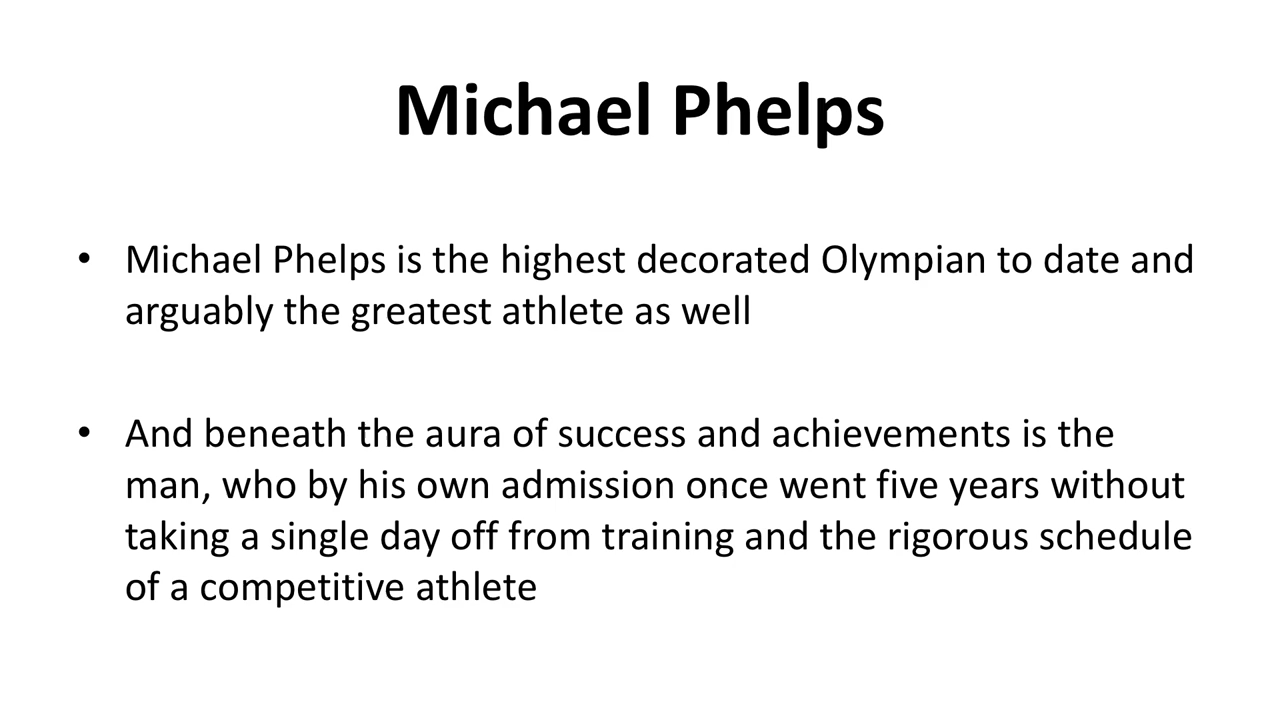 Michael Phelps
• Michael Phelps is the highest decorated Olympian to date and
arguably the greatest athlete as well
• And beneath the aura of success and achievements is the
man, who by his own admission once went five years without
taking a single day off from training and the rigorous schedule
of a competitive athlete